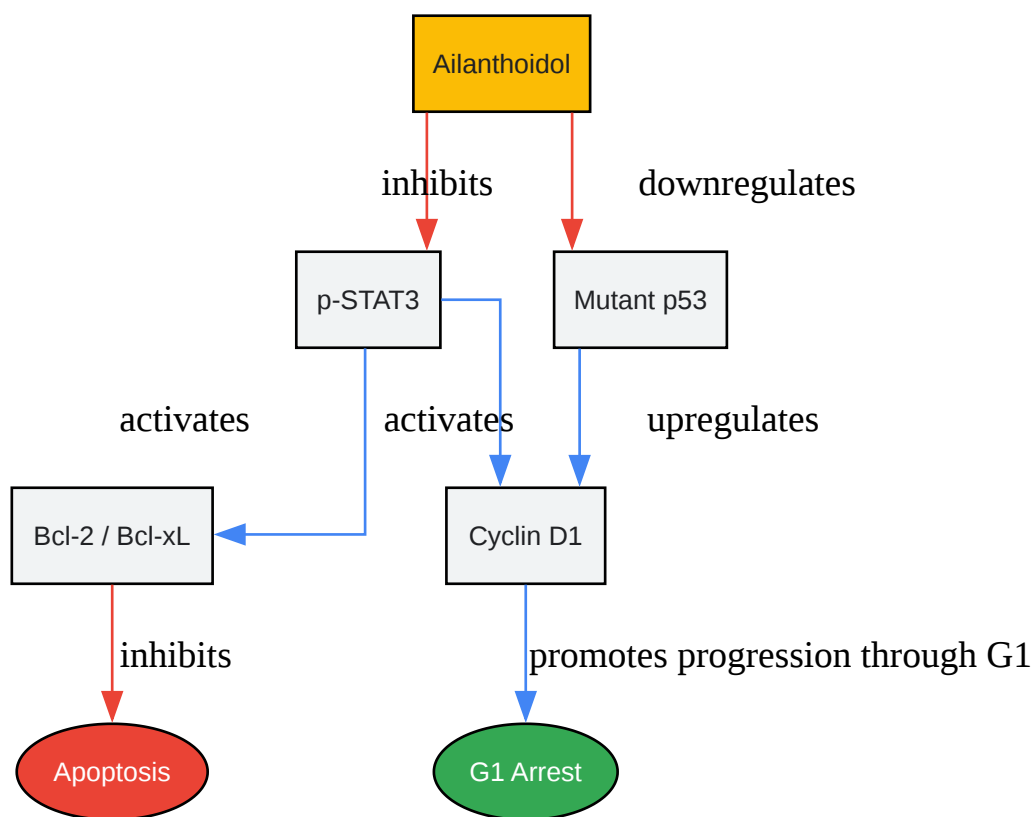 Ailanthoidol
inhibits
downregulates
p-STAT3
Mutant p53
activates
activates
upregulates
Bcl-2 / Bcl-xL
Cyclin D1
inhibits
promotes progression through G1
Apoptosis
G1 Arrest